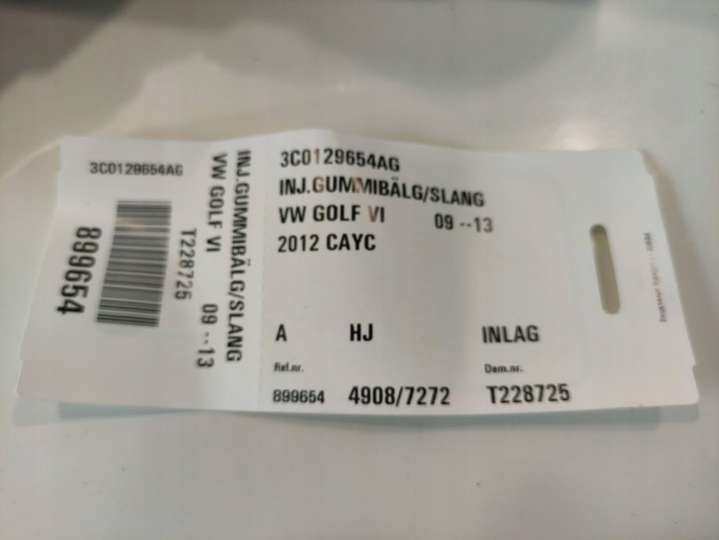 3C0129654AG
899654
T228725
VW GOLF VI 09 --13
INJ.GUMMIBÄLG/SLANG
3C0129654AG
INJ.GUMMIBÄLG/SLANG
VW GOLF VI 09 --13
2012 CAYC
A HJ INLAG
Ref.nr. Dem.nr.
899654 4908/7272 T228725